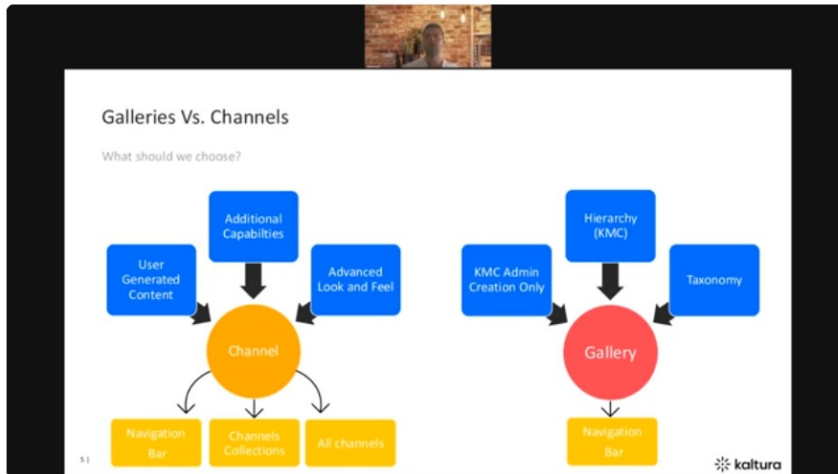 Galleries Vs. Channels
What should we choose?
Additional
Capabilties
User
Generated
Content
Advanced
Look and Feel
Channel
Navigation
Bar
Channels
Collections
All channels
Hierarchy
(KMC)
KMC Admin
Creation Only
Taxonomy
Gallery
Navigation
Bar
5 |
kaltura